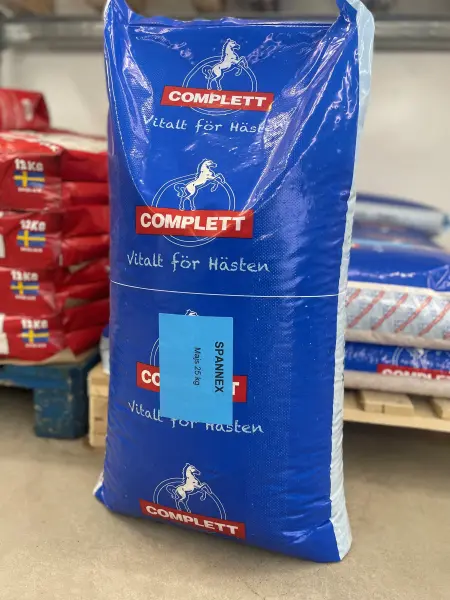 COMPLETT
Vitalt för Hästen
COMPLETT
Vitalt för Hästen
SPANNEX
Majs 25 kg
CO
Vitalt för Hästen
COMPLETT
12KG
12KG
12KG
12KG
COMPLETT